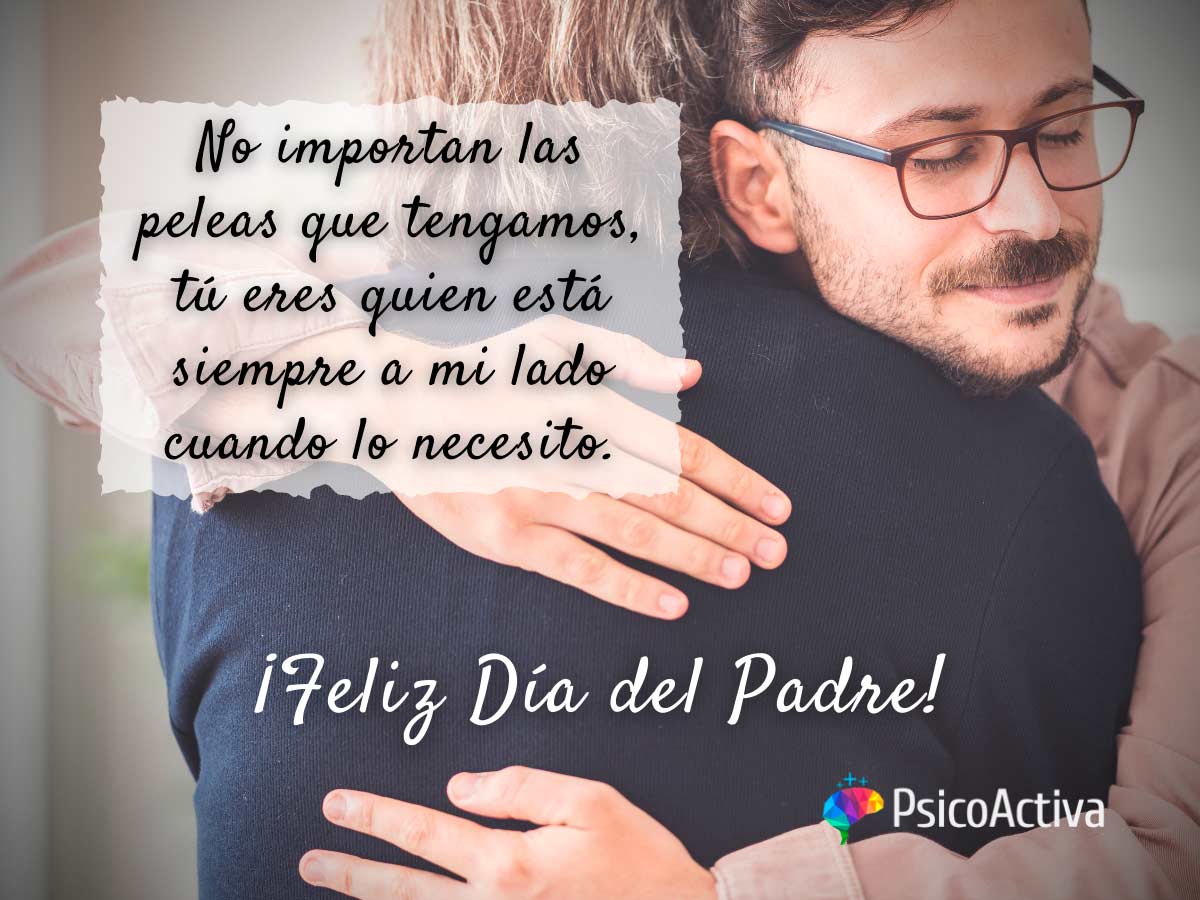 No importan las
peleas que tengamos,
tú eres quien está
siempre a mi lado
cuando lo necesito.
¡Feliz Día del Padre!
PsicoActiva